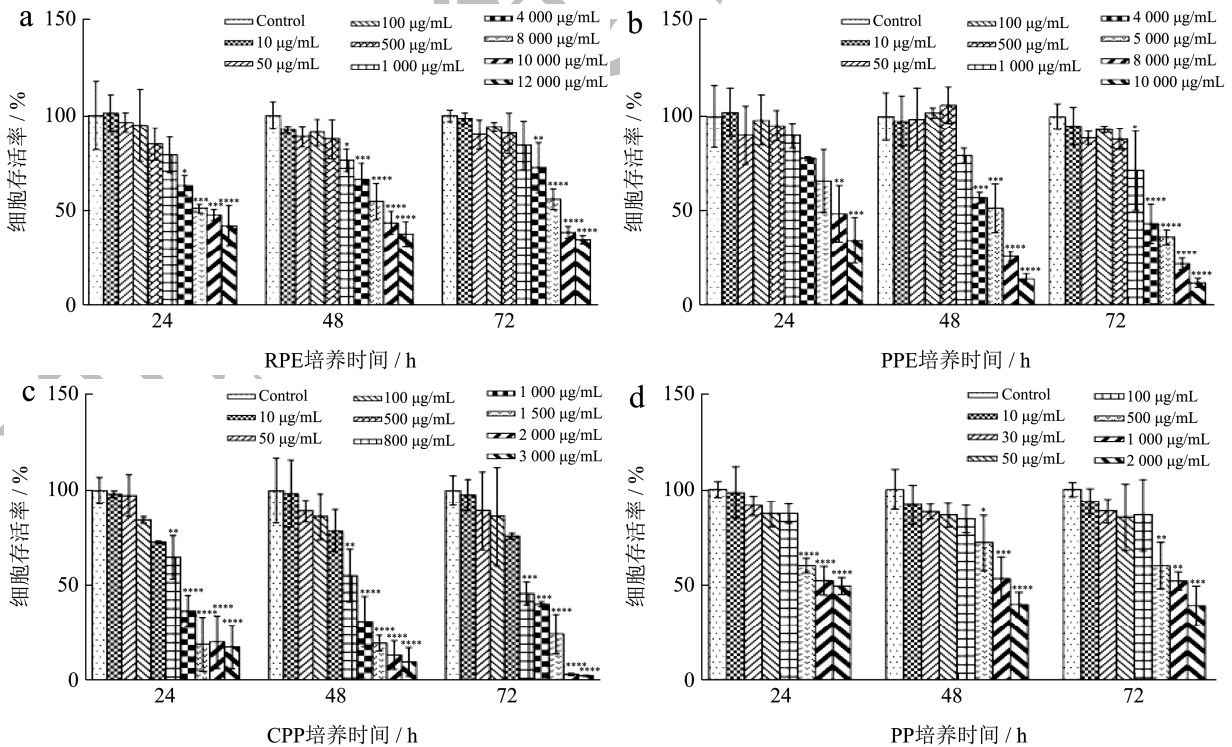 a
150
100
50
0
细胞存活率 / %
Control
10 μg/mL
50 μg/mL
100 μg/mL
500 μg/mL
1 000 μg/mL
4 000 μg/mL
8 000 μg/mL
10 000 μg/mL
12 000 μg/mL
* *** *** ****
* *** **** **** ****
** **** **** ****
24 48 72
RPE培养时间 / h
b
150
100
50
0
细胞存活率 / %
Control
10 μg/mL
50 μg/mL
100 μg/mL
500 μg/mL
1 000 μg/mL
4 000 μg/mL
5 000 μg/mL
8 000 μg/mL
10 000 μg/mL
** ***
*** *** **** ****
* **** **** **** ****
24 48 72
PPE培养时间 / h
c
150
100
50
0
细胞存活率 / %
Control
10 μg/mL
50 μg/mL
100 μg/mL
500 μg/mL
800 μg/mL
1 000 μg/mL
1 500 μg/mL
2 000 μg/mL
3 000 μg/mL
** **** **** **** ****
** **** **** **** ****
*** *** **** **** ****
24 48 72
CPP培养时间 / h
d
150
100
50
0
细胞存活率 / %
Control
10 μg/mL
30 μg/mL
50 μg/mL
100 μg/mL
500 μg/mL
1 000 μg/mL
2 000 μg/mL
**** **** ****
* *** ****
** ** ***
24 48 72
PP培养时间 / h